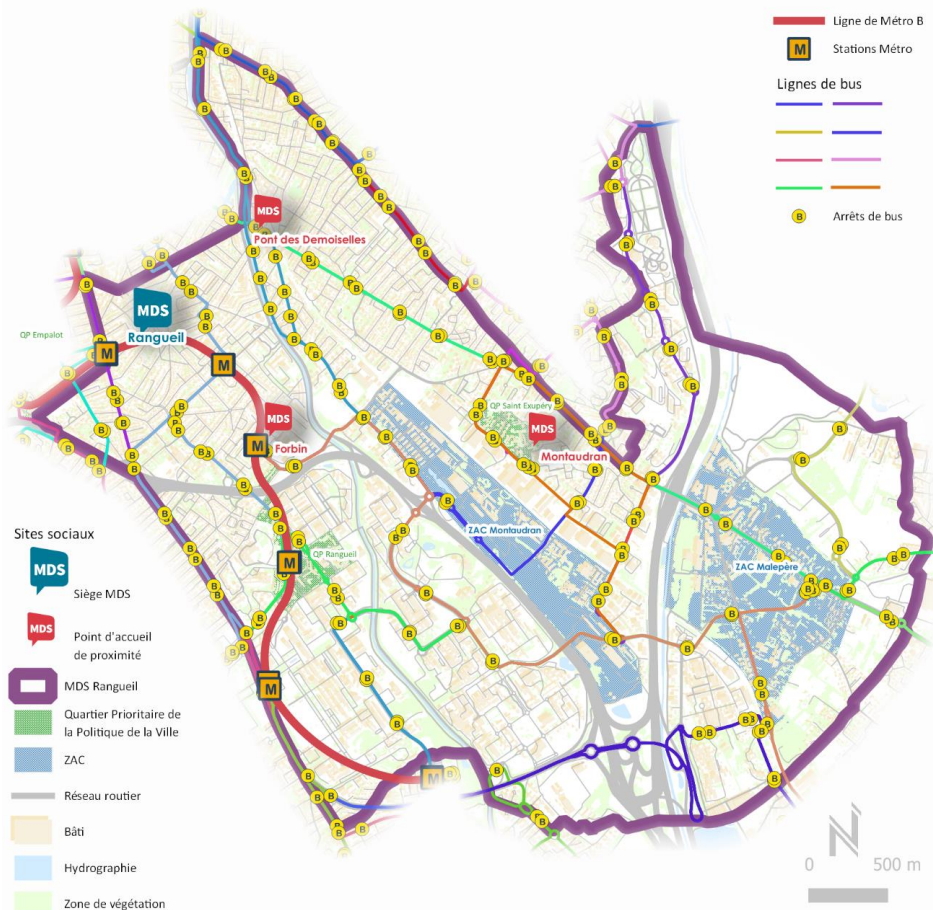 Ligne de Métro B
M
Stations Métro
Lignes de bus
B
Arrêts de bus
MDS
Pont des Demoiselles
MDS
Rangueil
QP Empalot
M
M
MDS
M
Forbin
QP Saint Exupéry
MDS
Montaudran
ZAC Montaudran
QP Rangueil
M
ZAC Malepère
M
M
Sites sociaux
MDS
Siège MDS
MDS
Point d'accueil
de proximité
MDS Rangueil
Quartier Prioritaire de
la Politique de la Ville
ZAC
Réseau routier
Bâti
Hydrographie
Zone de végétation
N
0 500 m